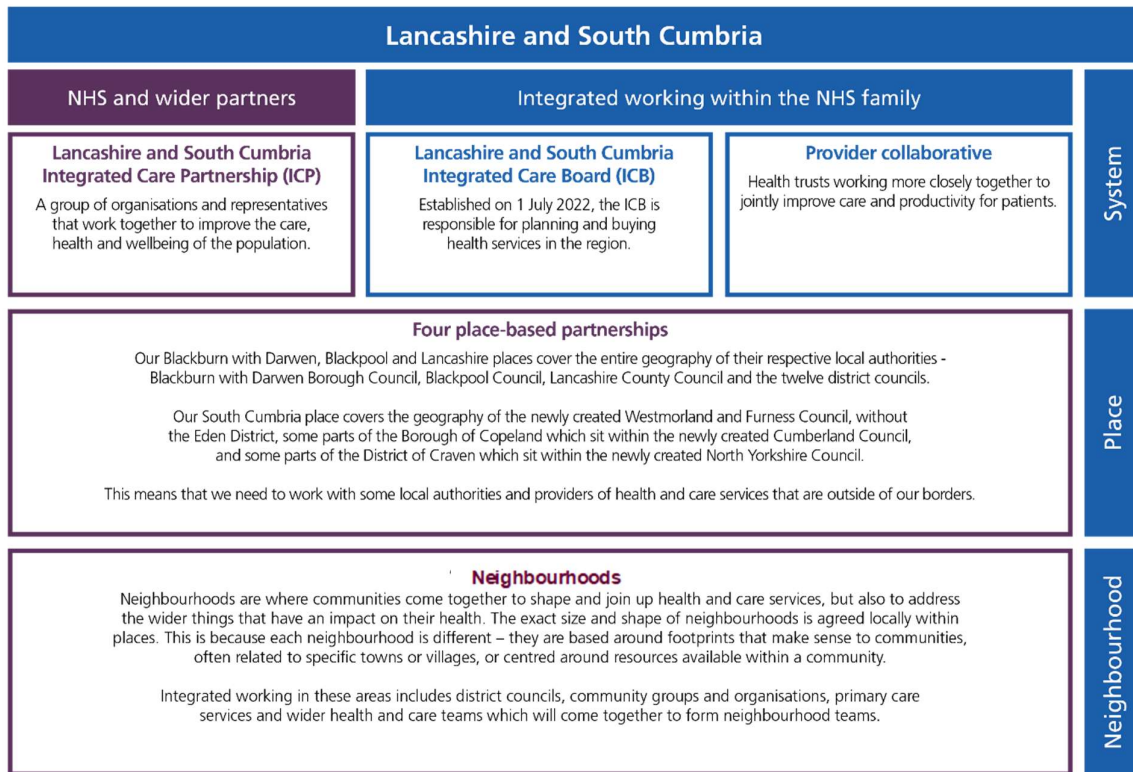 Lancashire and South Cumbria
NHS and wider partners
Integrated working within the NHS family
System
Lancashire and South Cumbria
Integrated Care Partnership (ICP)
A group of organisations and representatives
that work together to improve the care,
health and wellbeing of the population.
Lancashire and South Cumbria
Integrated Care Board (ICB)
Established on 1 July 2022, the ICB is
responsible for planning and buying
health services in the region.
Provider collaborative
Health trusts working more closely together to
jointly improve care and productivity for patients.
Place
Four place-based partnerships
Our Blackburn with Darwen, Blackpool and Lancashire places cover the entire geography of their respective local authorities -
Blackburn with Darwen Borough Council, Blackpool Council, Lancashire County Council and the twelve district councils.
Our South Cumbria place covers the geography of the newly created Westmorland and Furness Council, without
the Eden District, some parts of the Borough of Copeland which sit within the newly created Cumberland Council,
and some parts of the District of Craven which sit within the newly created North Yorkshire Council.
This means that we need to work with some local authorities and providers of health and care services that are outside of our borders.
Neighbourhood
Neighbourhoods
Neighbourhoods are where communities come together to shape and join up health and care services, but also to address
the wider things that have an impact on their health. The exact size and shape of neighbourhoods is agreed locally within
places. This is because each neighbourhood is different – they are based around footprints that make sense to communities,
often related to specific towns or villages, or centred around resources available within a community.
Integrated working in these areas includes district councils, community groups and organisations, primary care
services and wider health and care teams which will come together to form neighbourhood teams.